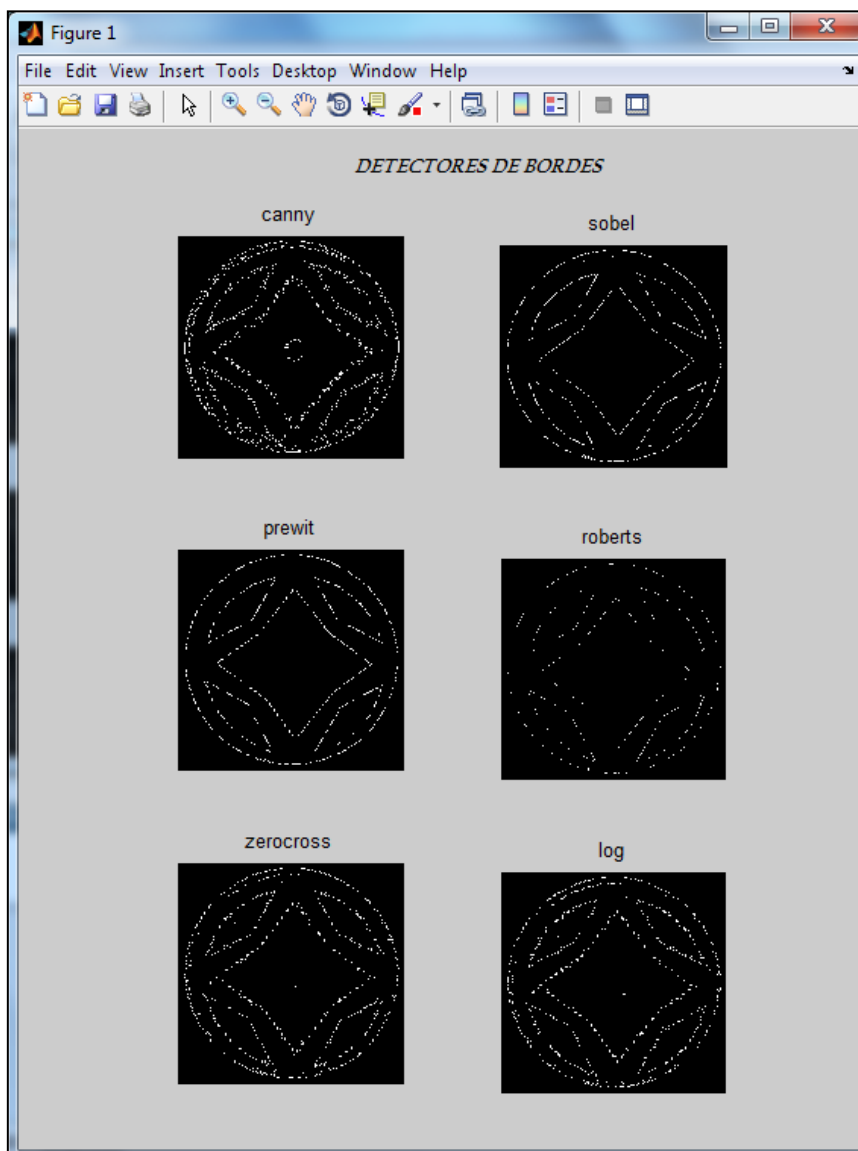 Figure 1
File Edit View Insert Tools Desktop Window Help
DETECTORES DE BORDES
canny
sobel
prewit
roberts
zerocross
log